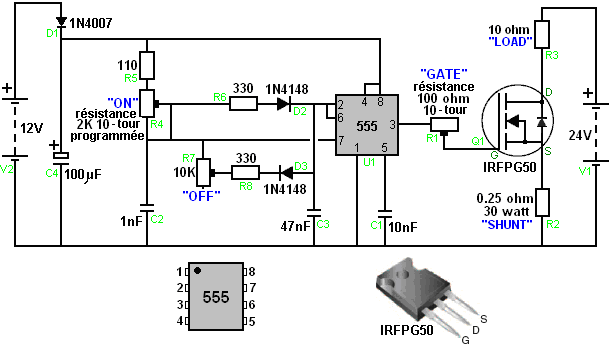 1N4007
D1
110
R5
"ON"
résistance
2K 10-tour
programmée
R4
330
R6
1N4148
D2
"GATE"
résistance
100 ohm
10-tour
R1
10 ohm
"LOAD"
R3
12V
V2
+
+
100µF
C4
R7
10K
"OFF"
330
R8
D3
1N4148
2
6
4
8
555
3
7
1
5
U1
Q1
D
G
S
IRFPG50
+
24V
V1
1nF
C2
47nF
C3
C1
10nF
0.25 ohm
30 watt
"SHUNT"
R2
1
2
3
4
555
8
7
6
5
IRFPG50
S
D
G